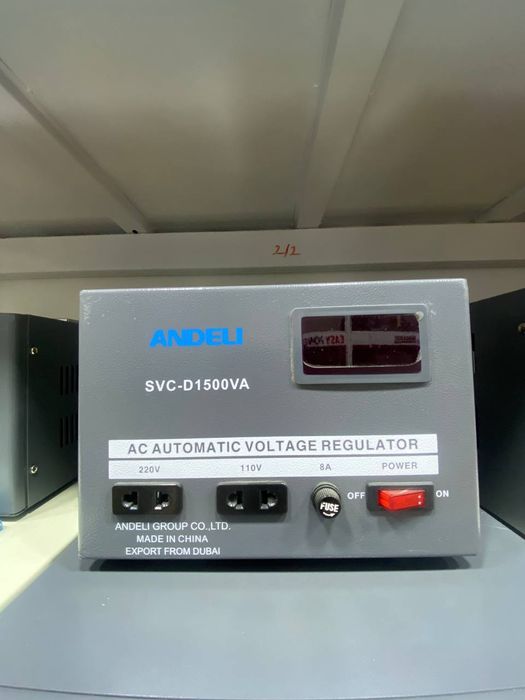 2/2
ANDELI
SVC-D1500VA
AC AUTOMATIC VOLTAGE REGULATOR
220V 110V 8A POWER
OFF FUSE ON
ANDELI GROUP CO.,LTD.
MADE IN CHINA
EXPORT FROM DUBAI